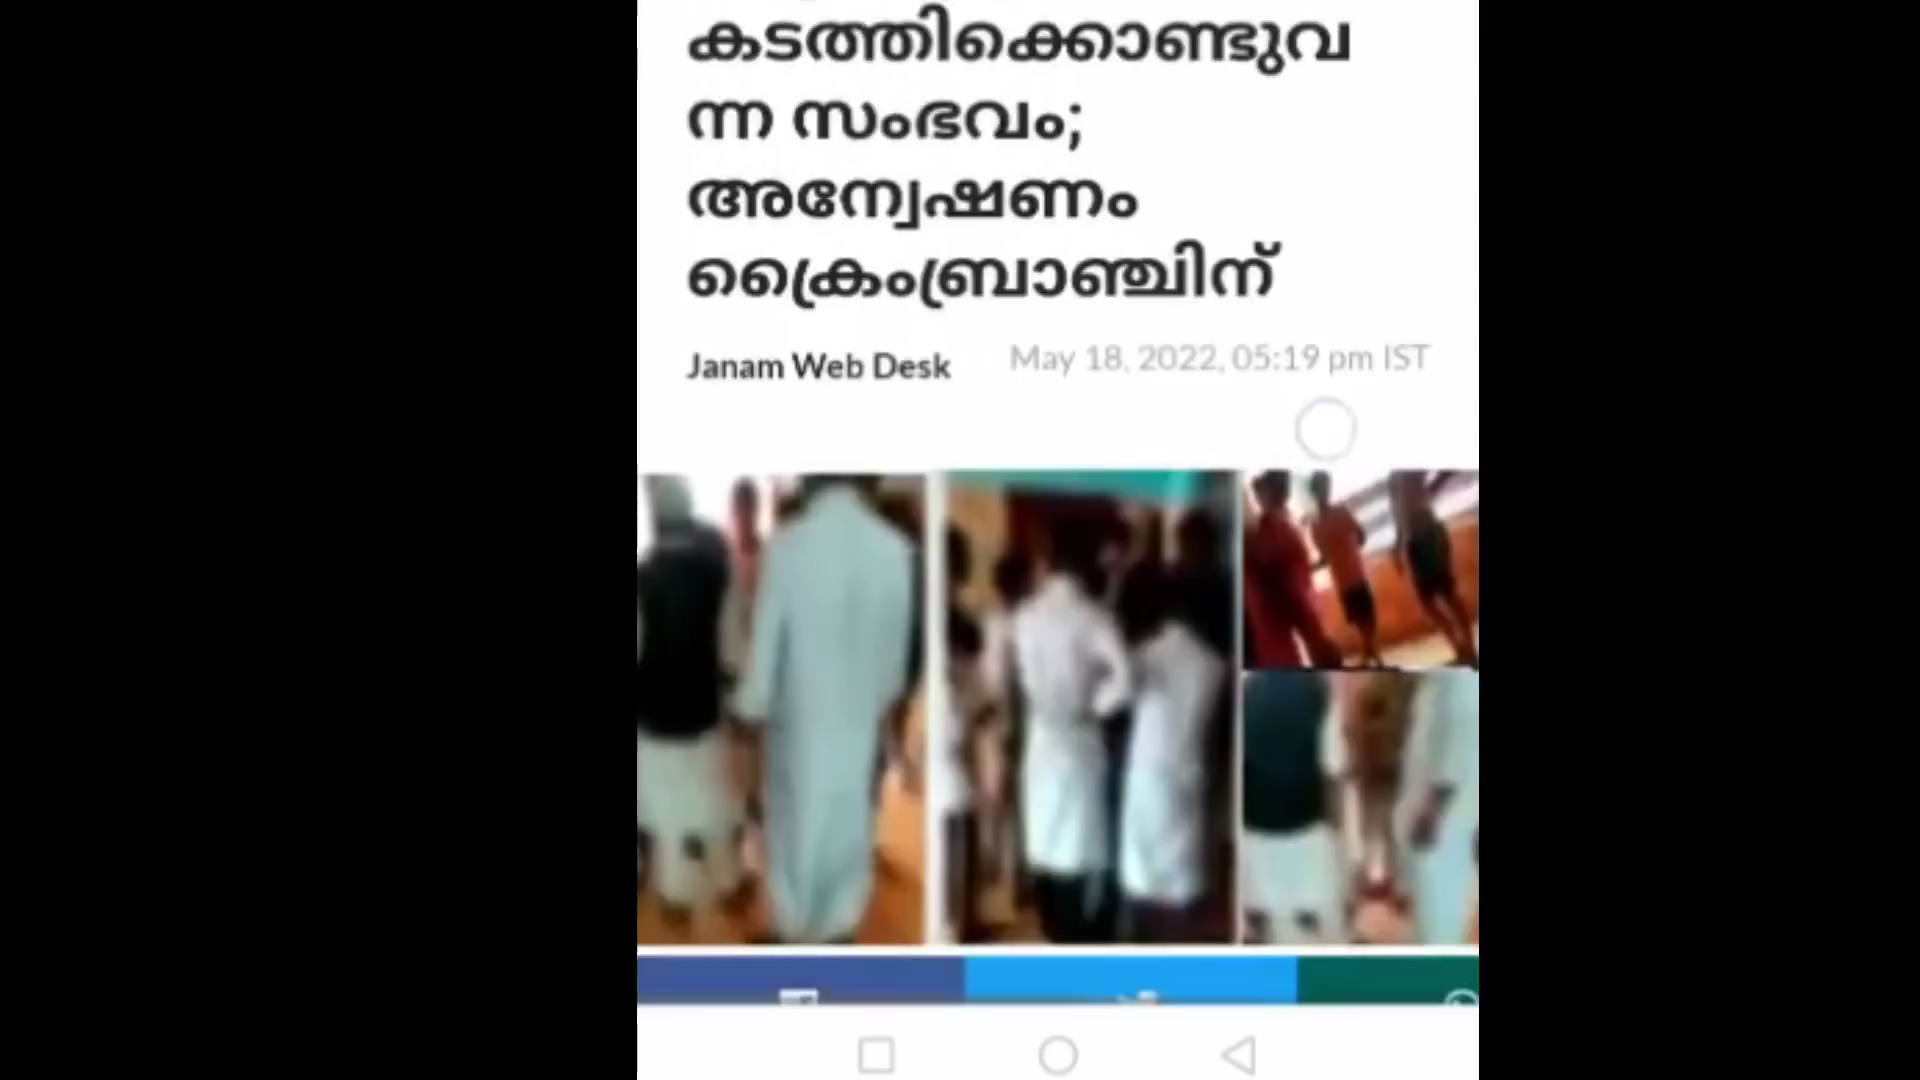 കടത്തിക്കൊണ്ടുവ
ന്ന സംഭവം;
അന്വേഷണം
ക്രൈംബ്രാഞ്ചിന്
Janam Web Desk
May 18, 2022, 05:19 pm IST